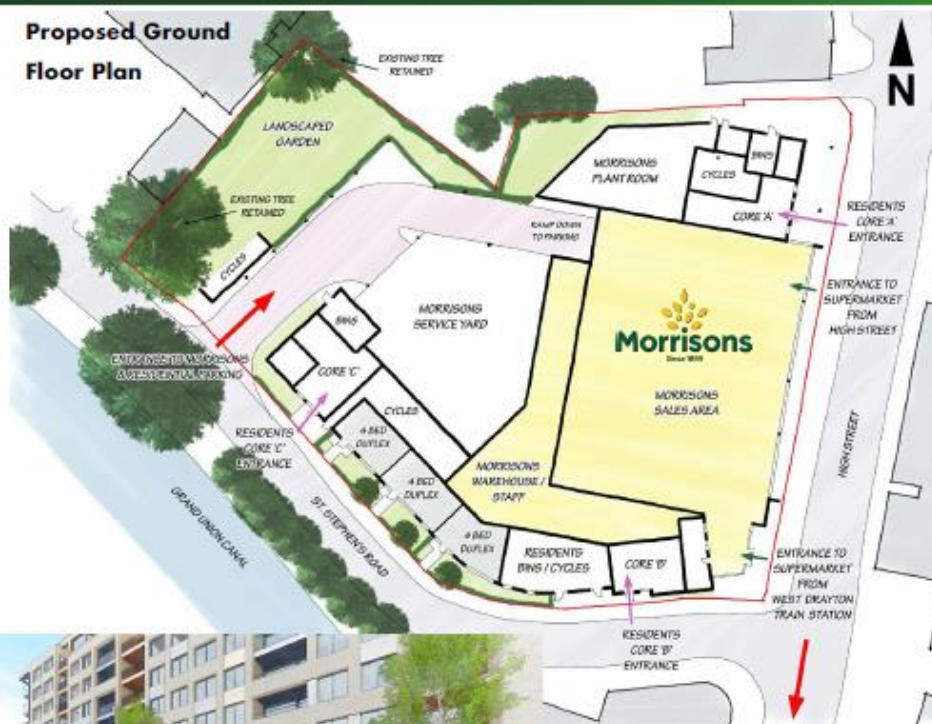 Proposed Ground
Floor Plan
N
EXISTING TREE
RETAINED
LANDSCAPED
GARDEN
EXISTING TREE
RETAINED
CYCLES
MORRISONS
PLANT ROOM
CYCLES
BINS
CORE 'A'
RESIDENTS
CORE 'A'
ENTRANCE
RAMP DOWN
TO PARKING
ENTRANCE TO
SUPERMARKET
FROM
HIGH STREET
MORRISONS
SERVICE YARD
Morrisons
Since 1899
MORRISONS
SALES AREA
BINS
CORE 'C'
ENTRANCE TO MORRISONS
& RESIDENTIAL PARKING
CYCLES
RESIDENTS
CORE 'C'
ENTRANCE
4 BED
DUPLEX
4 BED
DUPLEX
4 BED
DUPLEX
MORRISONS
WAREHOUSE /
STAFF
HIGH STREET
GRAND UNION CANAL
ST STEPHEN'S ROAD
RESIDENTS
BINS / CYCLES
CORE 'B'
ENTRANCE TO
SUPERMARKET
FROM
WEST DRAYTON
TRAIN STATION
RESIDENTS
CORE 'B'
ENTRANCE